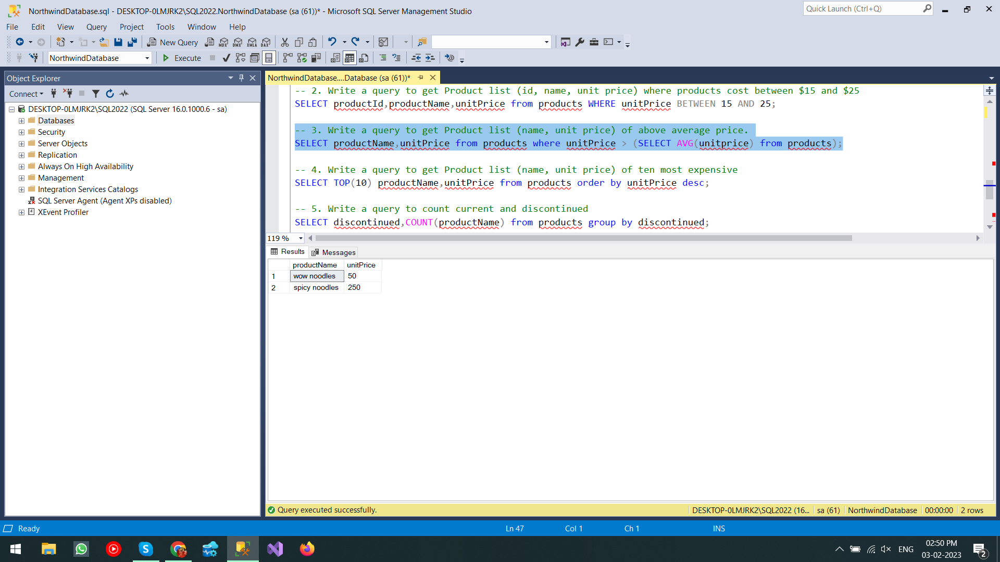 NorthwindDatabase.sql - DESKTOP-0LMJRK2\SQL2022.NorthwindDatabase (sa (61))* - Microsoft SQL Server Management Studio
Quick Launch (Ctrl+Q)
File Edit View Query Project Tools Window Help
New Query MDX DMX XMLA DAX
NorthwindDatabase Execute
Object Explorer
Connect
DESKTOP-0LMJRK2\SQL2022 (SQL Server 16.0.1000.6 - sa)
Databases
Security
Server Objects
Replication
Always On High Availability
Management
Integration Services Catalogs
SQL Server Agent (Agent XPs disabled)
XEvent Profiler
NorthwindDatabase....Database (sa (61))*
-- 2. Write a query to get Product list (id, name, unit price) where products cost between $15 and $25
SELECT productId,productName,unitPrice from products WHERE unitPrice BETWEEN 15 AND 25;
-- 3. Write a query to get Product list (name, unit price) of above average price.
SELECT productName,unitPrice from products where unitPrice > (SELECT AVG(unitprice) from products);
-- 4. Write a query to get Product list (name, unit price) of ten most expensive
SELECT TOP(10) productName,unitPrice from products order by unitPrice desc;
-- 5. Write a query to count current and discontinued
SELECT discontinued,COUNT(productName) from products group by discontinued;
119 %
Results Messages
productName unitPrice
1 wow noodles 50
2 spicy noodles 250
Query executed successfully.
DESKTOP-0LMJRK2\SQL2022 (16... sa (61) NorthwindDatabase 00:00:00 2 rows
Ready Ln 47 Col 1 Ch 1 INS
ENG
02:50 PM
03-02-2023
2